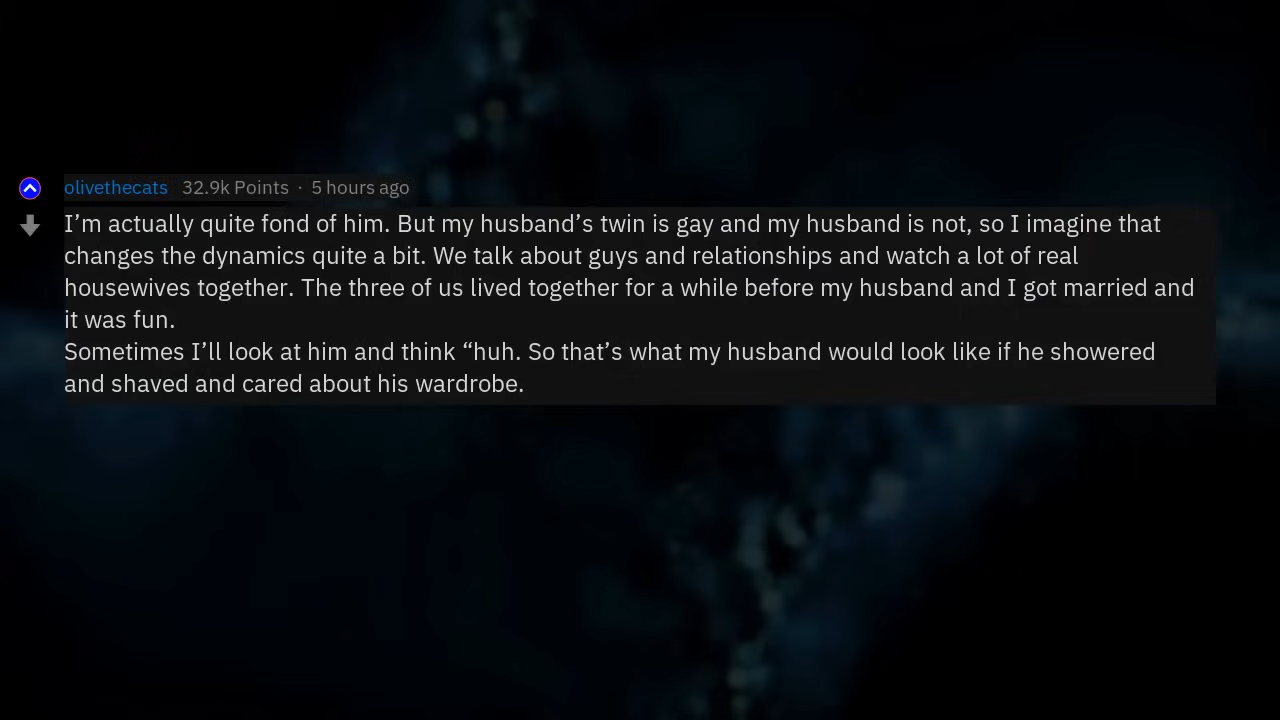 olivethecats 32.9k Points · 5 hours ago
I’m actually quite fond of him. But my husband’s twin is gay and my husband is not, so I imagine that
changes the dynamics quite a bit. We talk about guys and relationships and watch a lot of real
housewives together. The three of us lived together for a while before my husband and I got married and
it was fun.
Sometimes I’ll look at him and think “huh. So that’s what my husband would look like if he showered
and shaved and cared about his wardrobe.